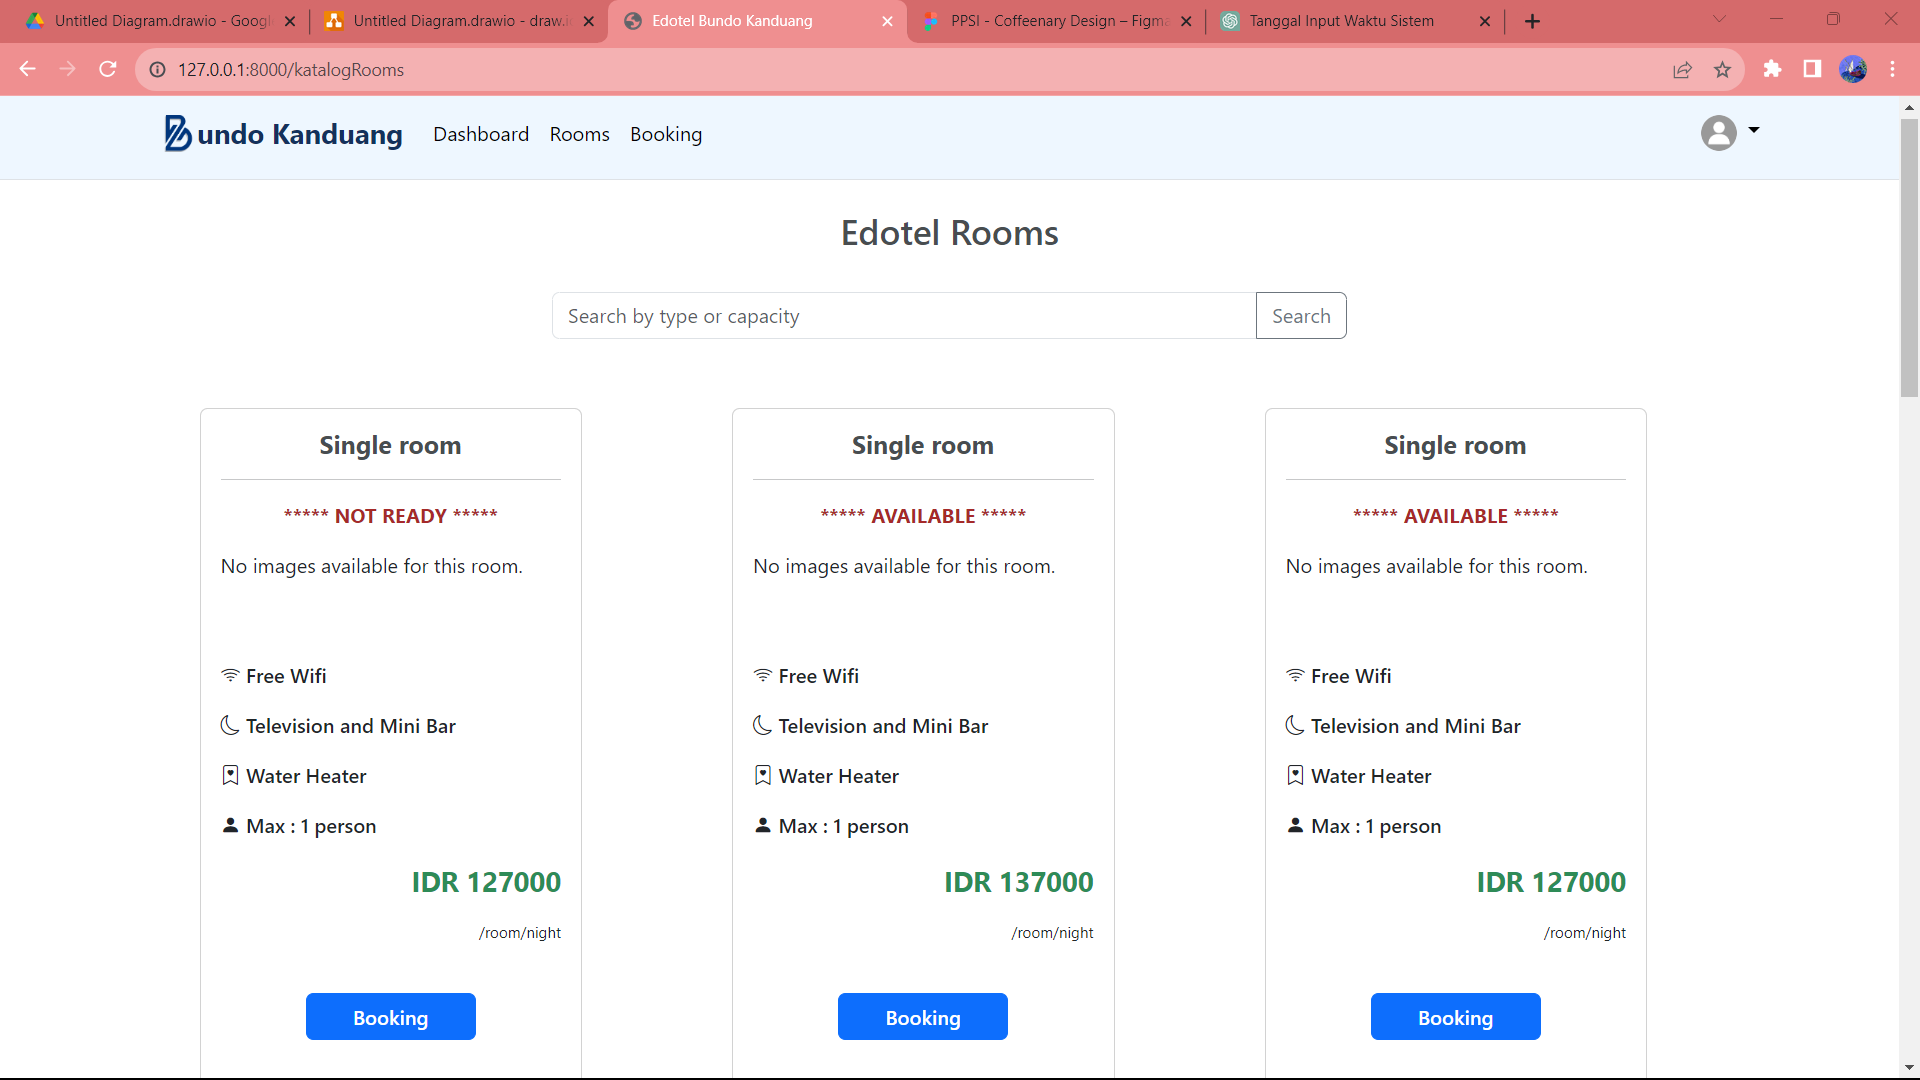 Untitled Diagram.drawio - Googl
Untitled Diagram.drawio - draw.i
Edotel Bundo Kanduang
PPSI - Coffeenary Design – Figma
Tanggal Input Waktu Sistem
127.0.0.1:8000/katalogRooms
Bundo Kanduang
Dashboard
Rooms
Booking
Edotel Rooms
Search by type or capacity
Search
Single room
***** NOT READY *****
No images available for this room.
Free Wifi
Television and Mini Bar
Water Heater
Max : 1 person
IDR 127000
/room/night
Booking
Single room
***** AVAILABLE *****
No images available for this room.
Free Wifi
Television and Mini Bar
Water Heater
Max : 1 person
IDR 137000
/room/night
Booking
Single room
***** AVAILABLE *****
No images available for this room.
Free Wifi
Television and Mini Bar
Water Heater
Max : 1 person
IDR 127000
/room/night
Booking